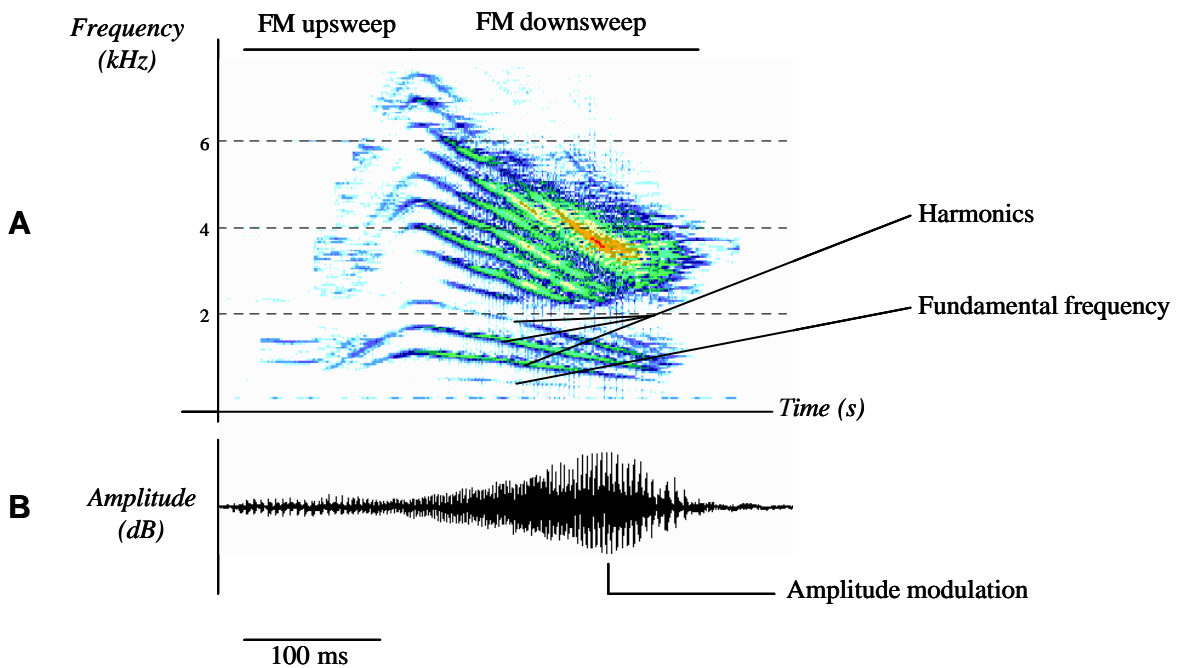 Frequency
(kHz)
FM upsweep
FM downsweep
A
6
4
2
Harmonics
Fundamental frequency
Time (s)
B
Amplitude
(dB)
Amplitude modulation
100 ms